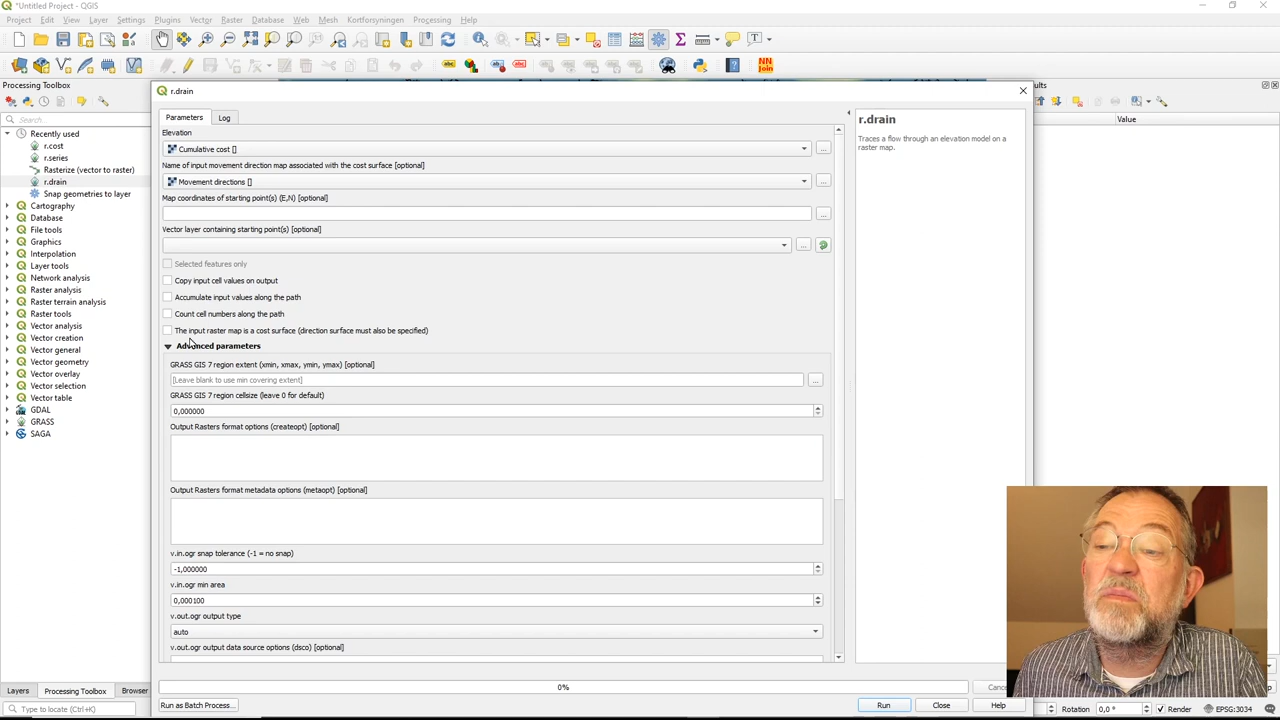 *Untitled Project - QGIS
Project Edit View Layer Settings Plugins Vector Raster Database Web Mesh Kortforsyningen Processing Help
Processing Toolbox
Search...
Recently used
r.cost
r.series
Rasterize (vector to raster)
r.drain
Snap geometries to layer
Cartography
Database
File tools
Graphics
Interpolation
Layer tools
Network analysis
Raster analysis
Raster terrain analysis
Raster tools
Vector analysis
Vector creation
Vector general
Vector geometry
Vector overlay
Vector selection
Vector table
GDAL
GRASS
SAGA
Layers Processing Toolbox Browser
Type to locate (Ctrl+K)
r.drain
Parameters Log
Elevation
Cumulative cost []
Name of input movement direction map associated with the cost surface [optional]
Movement directions []
Map coordinates of starting point(s) (E,N) [optional]
Vector layer containing starting point(s) [optional]
Selected features only
Copy input cell values on output
Accumulate input values along the path
Count cell numbers along the path
The input raster map is a cost surface (direction surface must also be specified)
Advanced parameters
GRASS GIS 7 region extent (xmin, xmax, ymin, ymax) [optional]
[Leave blank to use min covering extent]
GRASS GIS 7 region cellsize (leave 0 for default)
0,000000
Output Rasters format options (createopt) [optional]
Output Rasters format metadata options (metaopt) [optional]
v.in.ogr snap tolerance (-1 = no snap)
-1,000000
v.in.ogr min area
0,000100
v.out.ogr output type
auto
v.out.ogr output data source options (dsco) [optional]
0%
Cance
Run as Batch Process...
Run Close Help
r.drain
Traces a flow through an elevation model on a
raster map.
ults
Value
Rotation 0,0 ° Render EPSG:3034